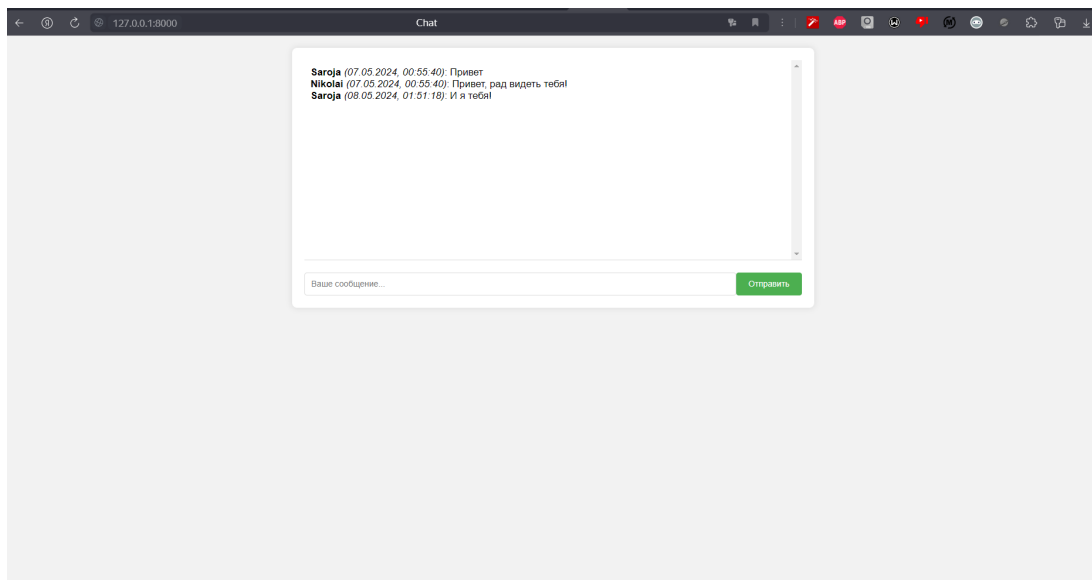 127.0.0.1:8000
Chat
ABP
Saroja (07.05.2024, 00:55:40): Привет
Nikolai (07.05.2024, 00:55:40): Привет, рад видеть тебя!
Saroja (08.05.2024, 01:51:18): И я тебя!
Ваше сообщение...
Отправить